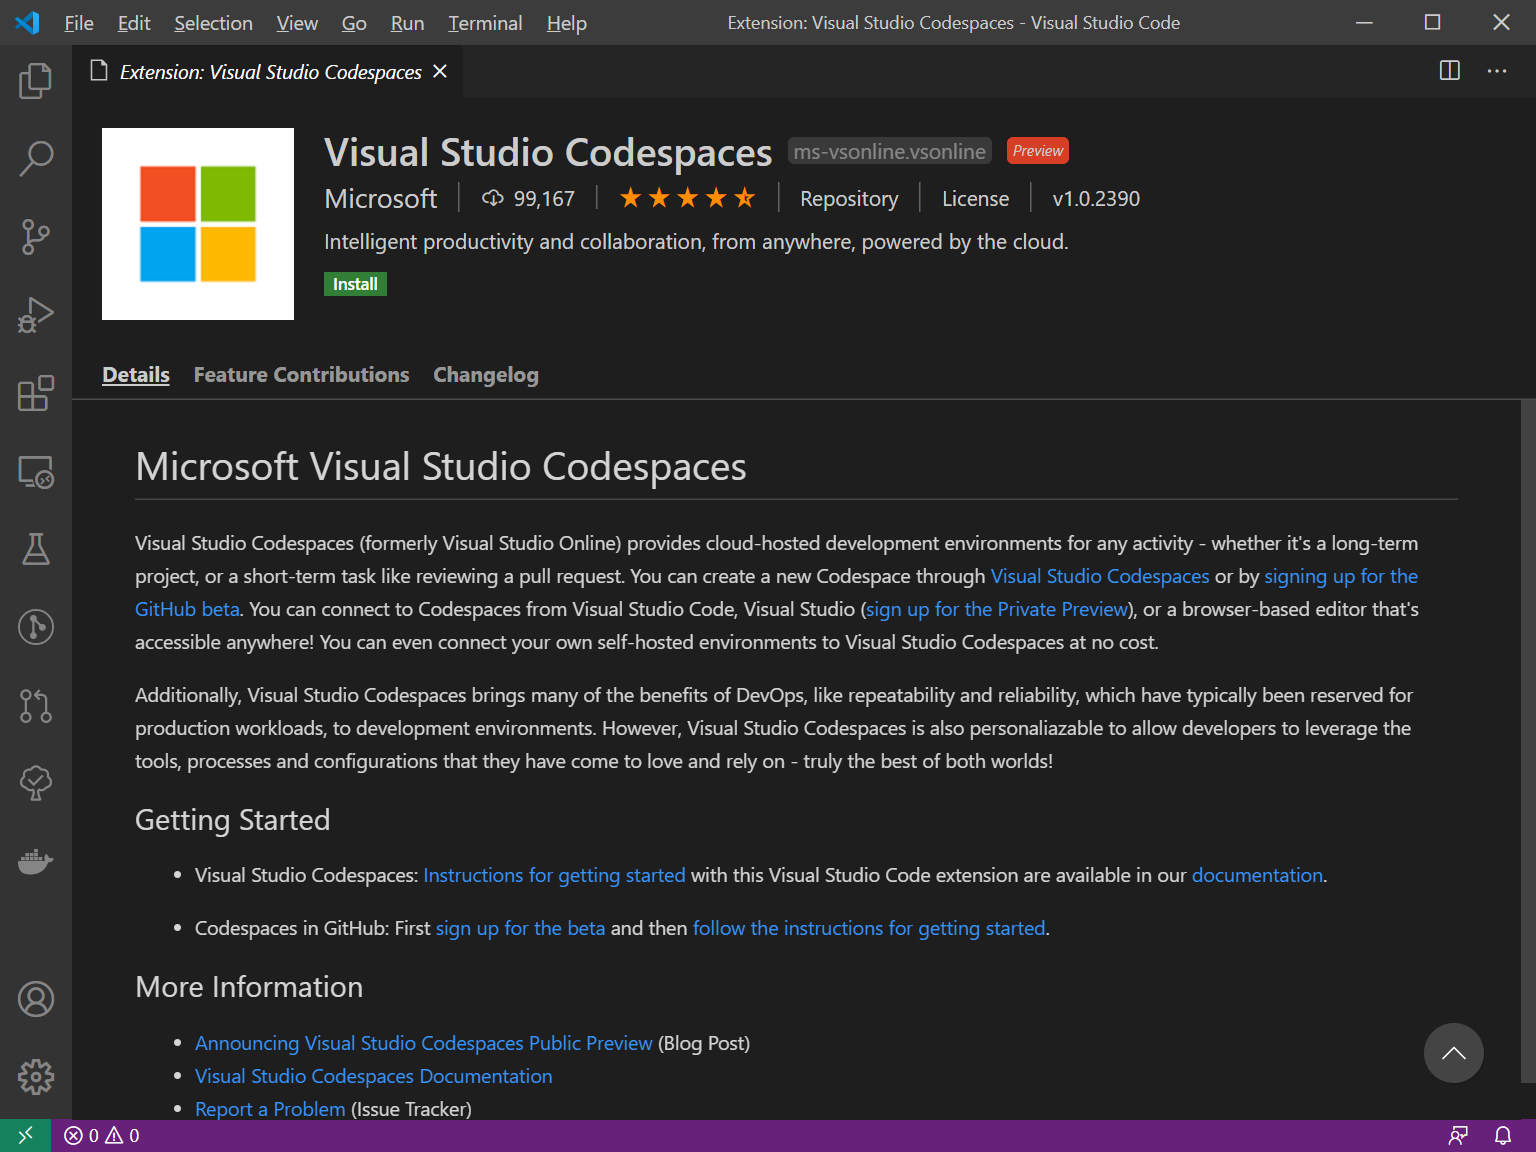 File Edit Selection View Go Run Terminal Help Extension: Visual Studio Codespaces - Visual Studio Code
Extension: Visual Studio Codespaces
Visual Studio Codespaces ms-vsonline.vsonline Preview
Microsoft 99,167 Repository License v1.0.2390
Intelligent productivity and collaboration, from anywhere, powered by the cloud.
Install
Details Feature Contributions Changelog
Microsoft Visual Studio Codespaces
Visual Studio Codespaces (formerly Visual Studio Online) provides cloud-hosted development environments for any activity - whether it's a long-term
project, or a short-term task like reviewing a pull request. You can create a new Codespace through Visual Studio Codespaces or by signing up for the
GitHub beta. You can connect to Codespaces from Visual Studio Code, Visual Studio (sign up for the Private Preview), or a browser-based editor that's
accessible anywhere! You can even connect your own self-hosted environments to Visual Studio Codespaces at no cost.
Additionally, Visual Studio Codespaces brings many of the benefits of DevOps, like repeatability and reliability, which have typically been reserved for
production workloads, to development environments. However, Visual Studio Codespaces is also personaliazable to allow developers to leverage the
tools, processes and configurations that they have come to love and rely on - truly the best of both worlds!
Getting Started
• Visual Studio Codespaces: Instructions for getting started with this Visual Studio Code extension are available in our documentation.
• Codespaces in GitHub: First sign up for the beta and then follow the instructions for getting started.
More Information
• Announcing Visual Studio Codespaces Public Preview (Blog Post)
• Visual Studio Codespaces Documentation
• Report a Problem (Issue Tracker)
0 0